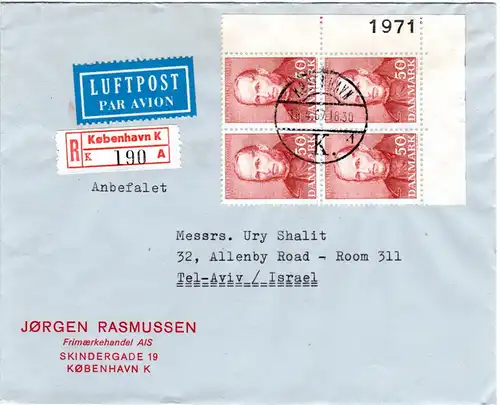 1971
LUFTPOST
PAR AVION
50
DANMARK
50
DANMARK
50
DANMARK
50
DANMARK
KØBENHAVN
K.
R
København K
K 190 A
Anbefalet
Messrs. Ury Shalit
32, Allenby Road - Room 311
Tel-Aviv / Israel
JØRGEN RASMUSSEN
Frimærkehandel A|S
SKINDERGADE 19
KØBENHAVN K